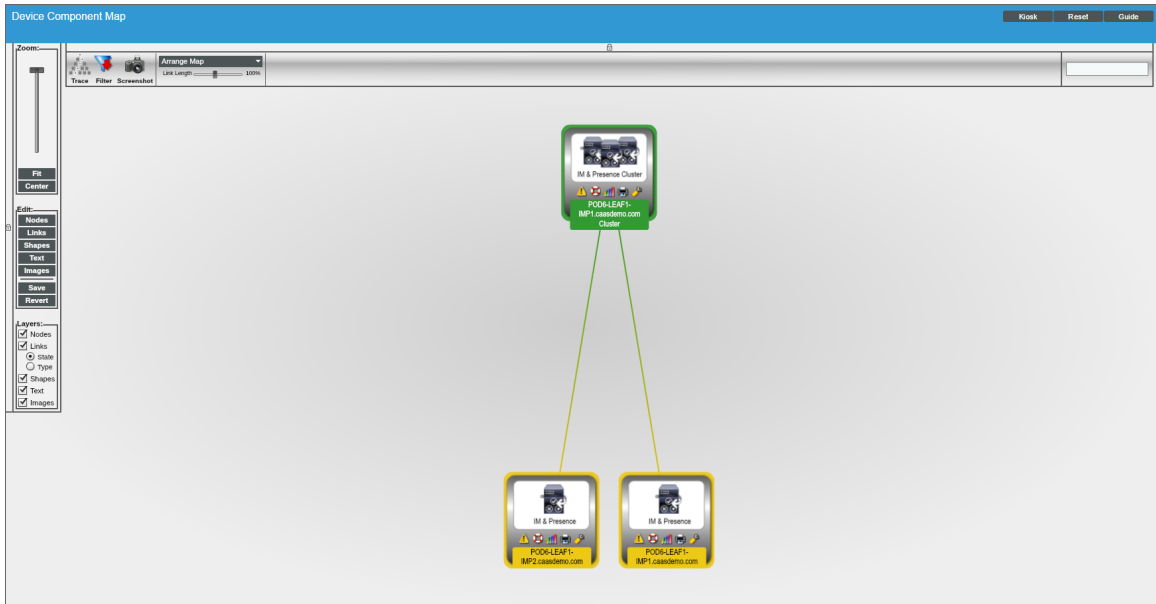 Device Component Map
Kiosk
Reset
Guide
Zoom:
Trace
Filter
Screenshot
Arrange Map
Link Length
100%
Fit
Center
Edit:
Nodes
Links
Shapes
Text
Images
Save
Revert
Layers:
Nodes
Links
State
Type
Shapes
Text
Images
IM & Presence Cluster
POD6-LEAF1-
IMP1.caasdemo.com
Cluster
IM & Presence
POD6-LEAF1-
IMP2.caasdemo.com
IM & Presence
POD6-LEAF1-
IMP1.caasdemo.com